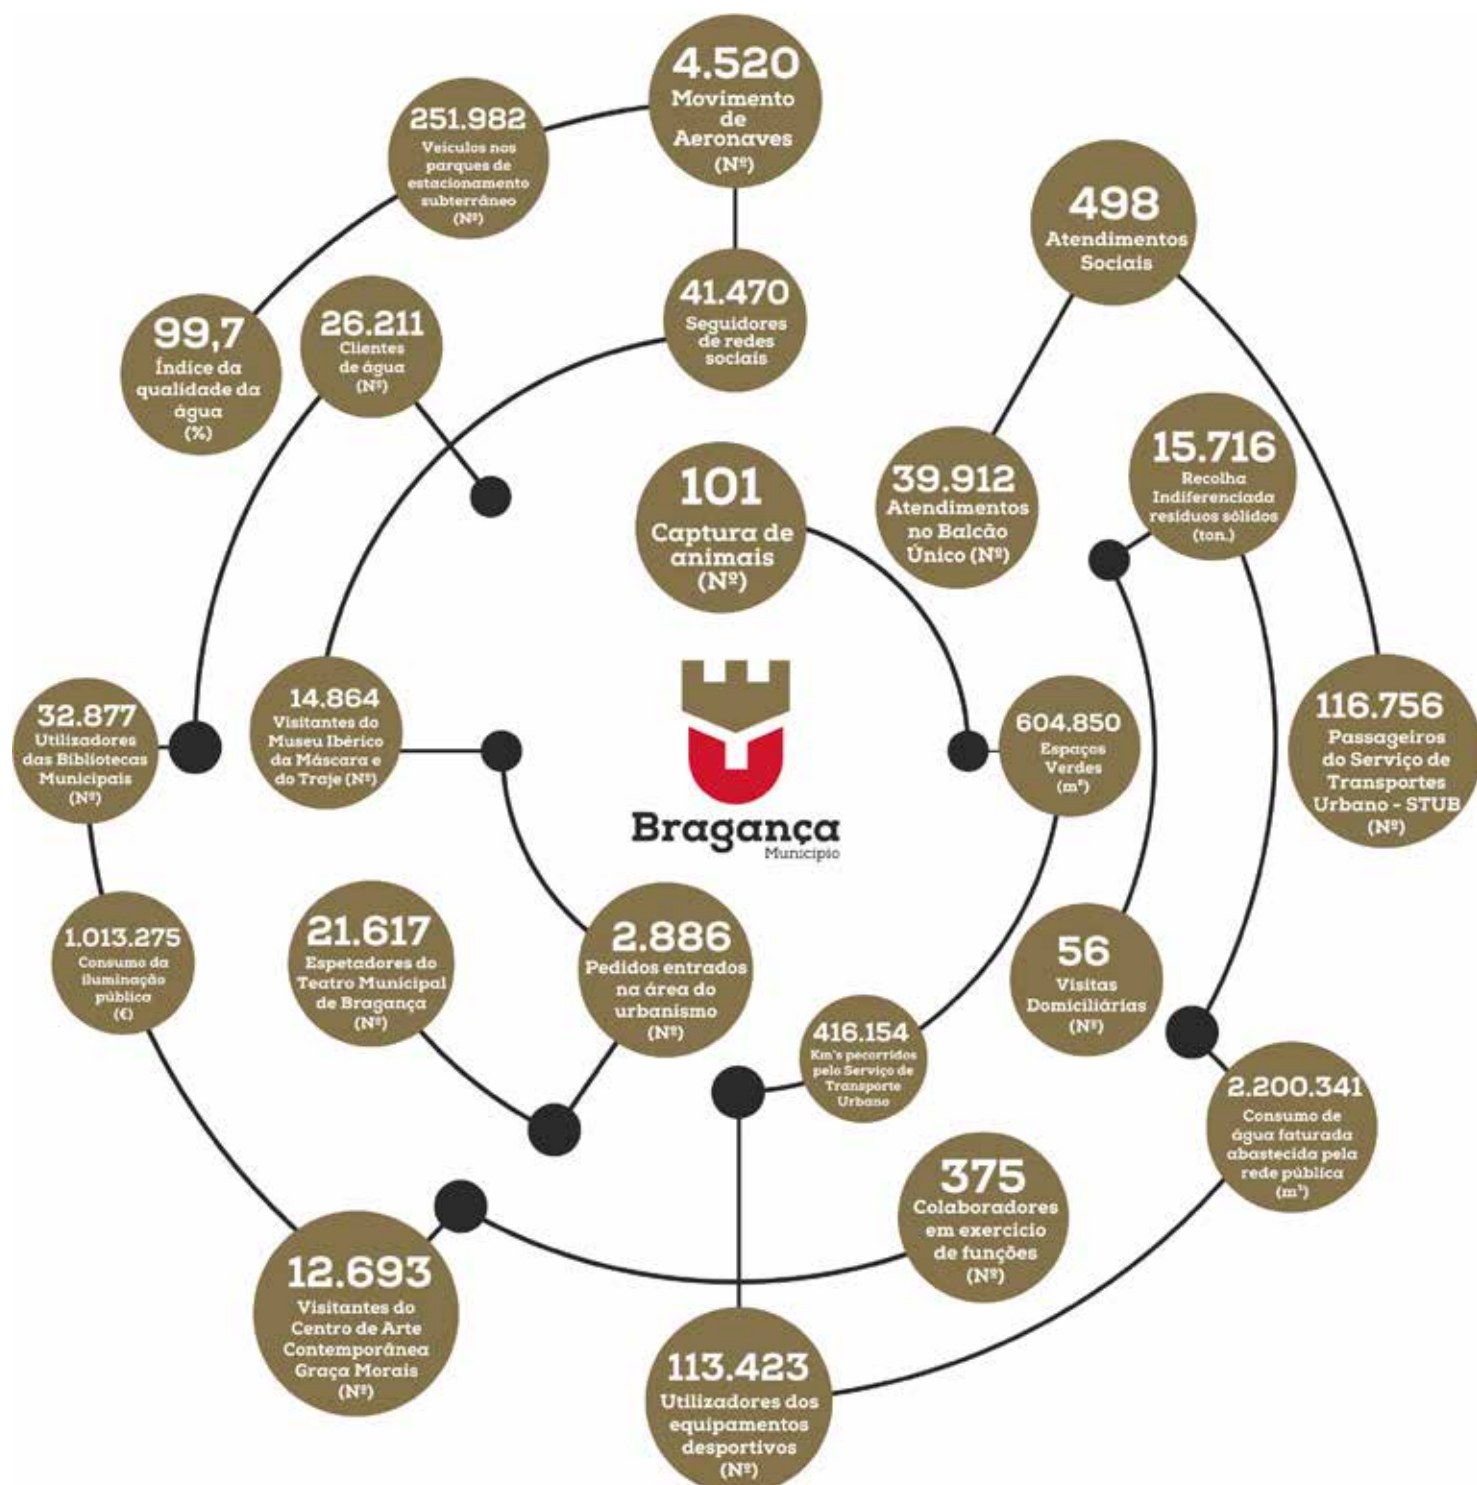 4.520
Movimento
de
Aeronaves
(Nº)
251.982
Veículos nos
parques de
estacionamento
subterrâneo
(Nº)
498
Atendimentos
Sociais
41.470
Seguidores
de redes
sociais
26.211
Clientes
de água
(Nº)
99,7
Índice da
qualidade da
água
(%)
15.716
Recolha
Indiferenciada
resíduos sólidos
(ton.)
39.912
Atendimentos
no Balcão
Único (Nº)
101
Captura de
animais
(Nº)
32.877
Utilizadores
das Bibliotecas
Municipais
(Nº)
14.864
Visitantes do
Museu Ibérico
da Máscara e
do Traje (Nº)
Bragança
Município
604.850
Espaços
Verdes
(m²)
116.756
Passageiros
do Serviço de
Transportes
Urbano - STUB
(Nº)
1.013.275
Consumo da
iluminação
pública
(€)
21.617
Espetadores do
Teatro Municipal
de Bragança
(Nº)
2.886
Pedidos entrados
na área do
urbanismo
(Nº)
56
Visitas
Domiciliárias
(Nº)
416.154
Km's pecorridos
pelo Serviço de
Transporte
Urbano
2.200.341
Consumo de
água faturada
abastecida pela
rede pública
(m³)
375
Colaboradores
em exercício
de funções
(Nº)
12.693
Visitantes do
Centro de Arte
Contemporânea
Graça Morais
(Nº)
113.423
Utilizadores dos
equipamentos
desportivos
(Nº)